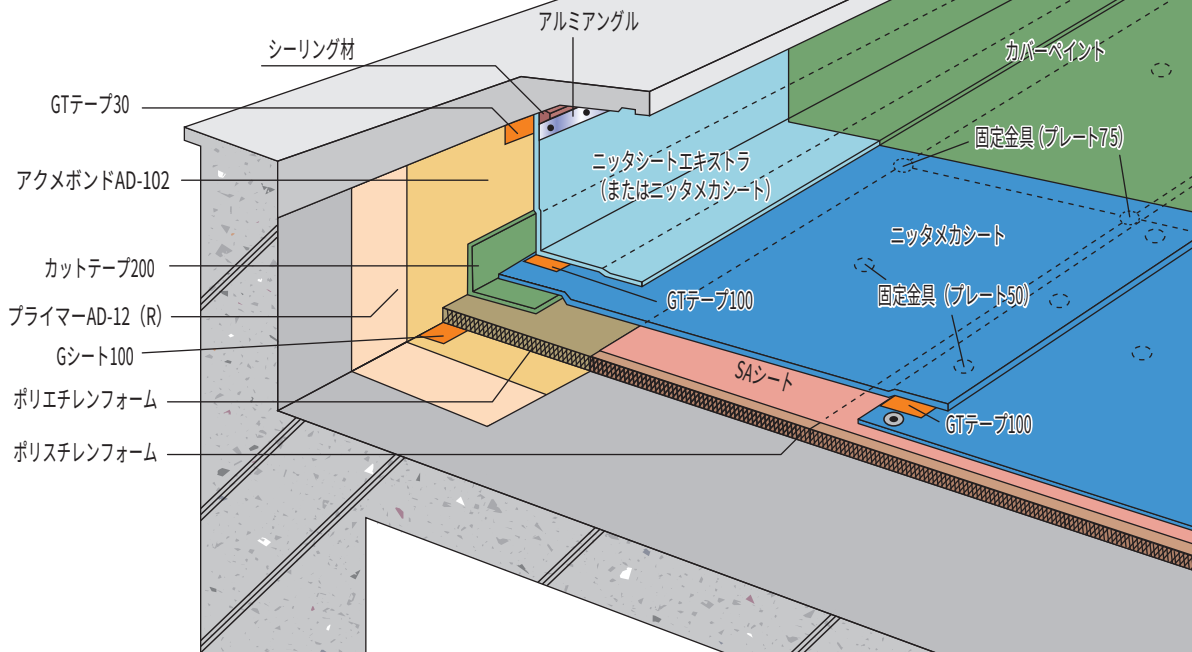 アルミアングル
シーリング材
カバーペイント
GTテープ30
固定金具（プレート75）
ニッタシートエキストラ
（またはニッタメカシート）
アクメボンドAD-102
ニッタメカシート
カットテープ200
固定金具（プレート50）
GTテープ100
プライマーAD-12（R）
Gシート100
SAシート
ポリエチレンフォーム
GTテープ100
ポリスチレンフォーム